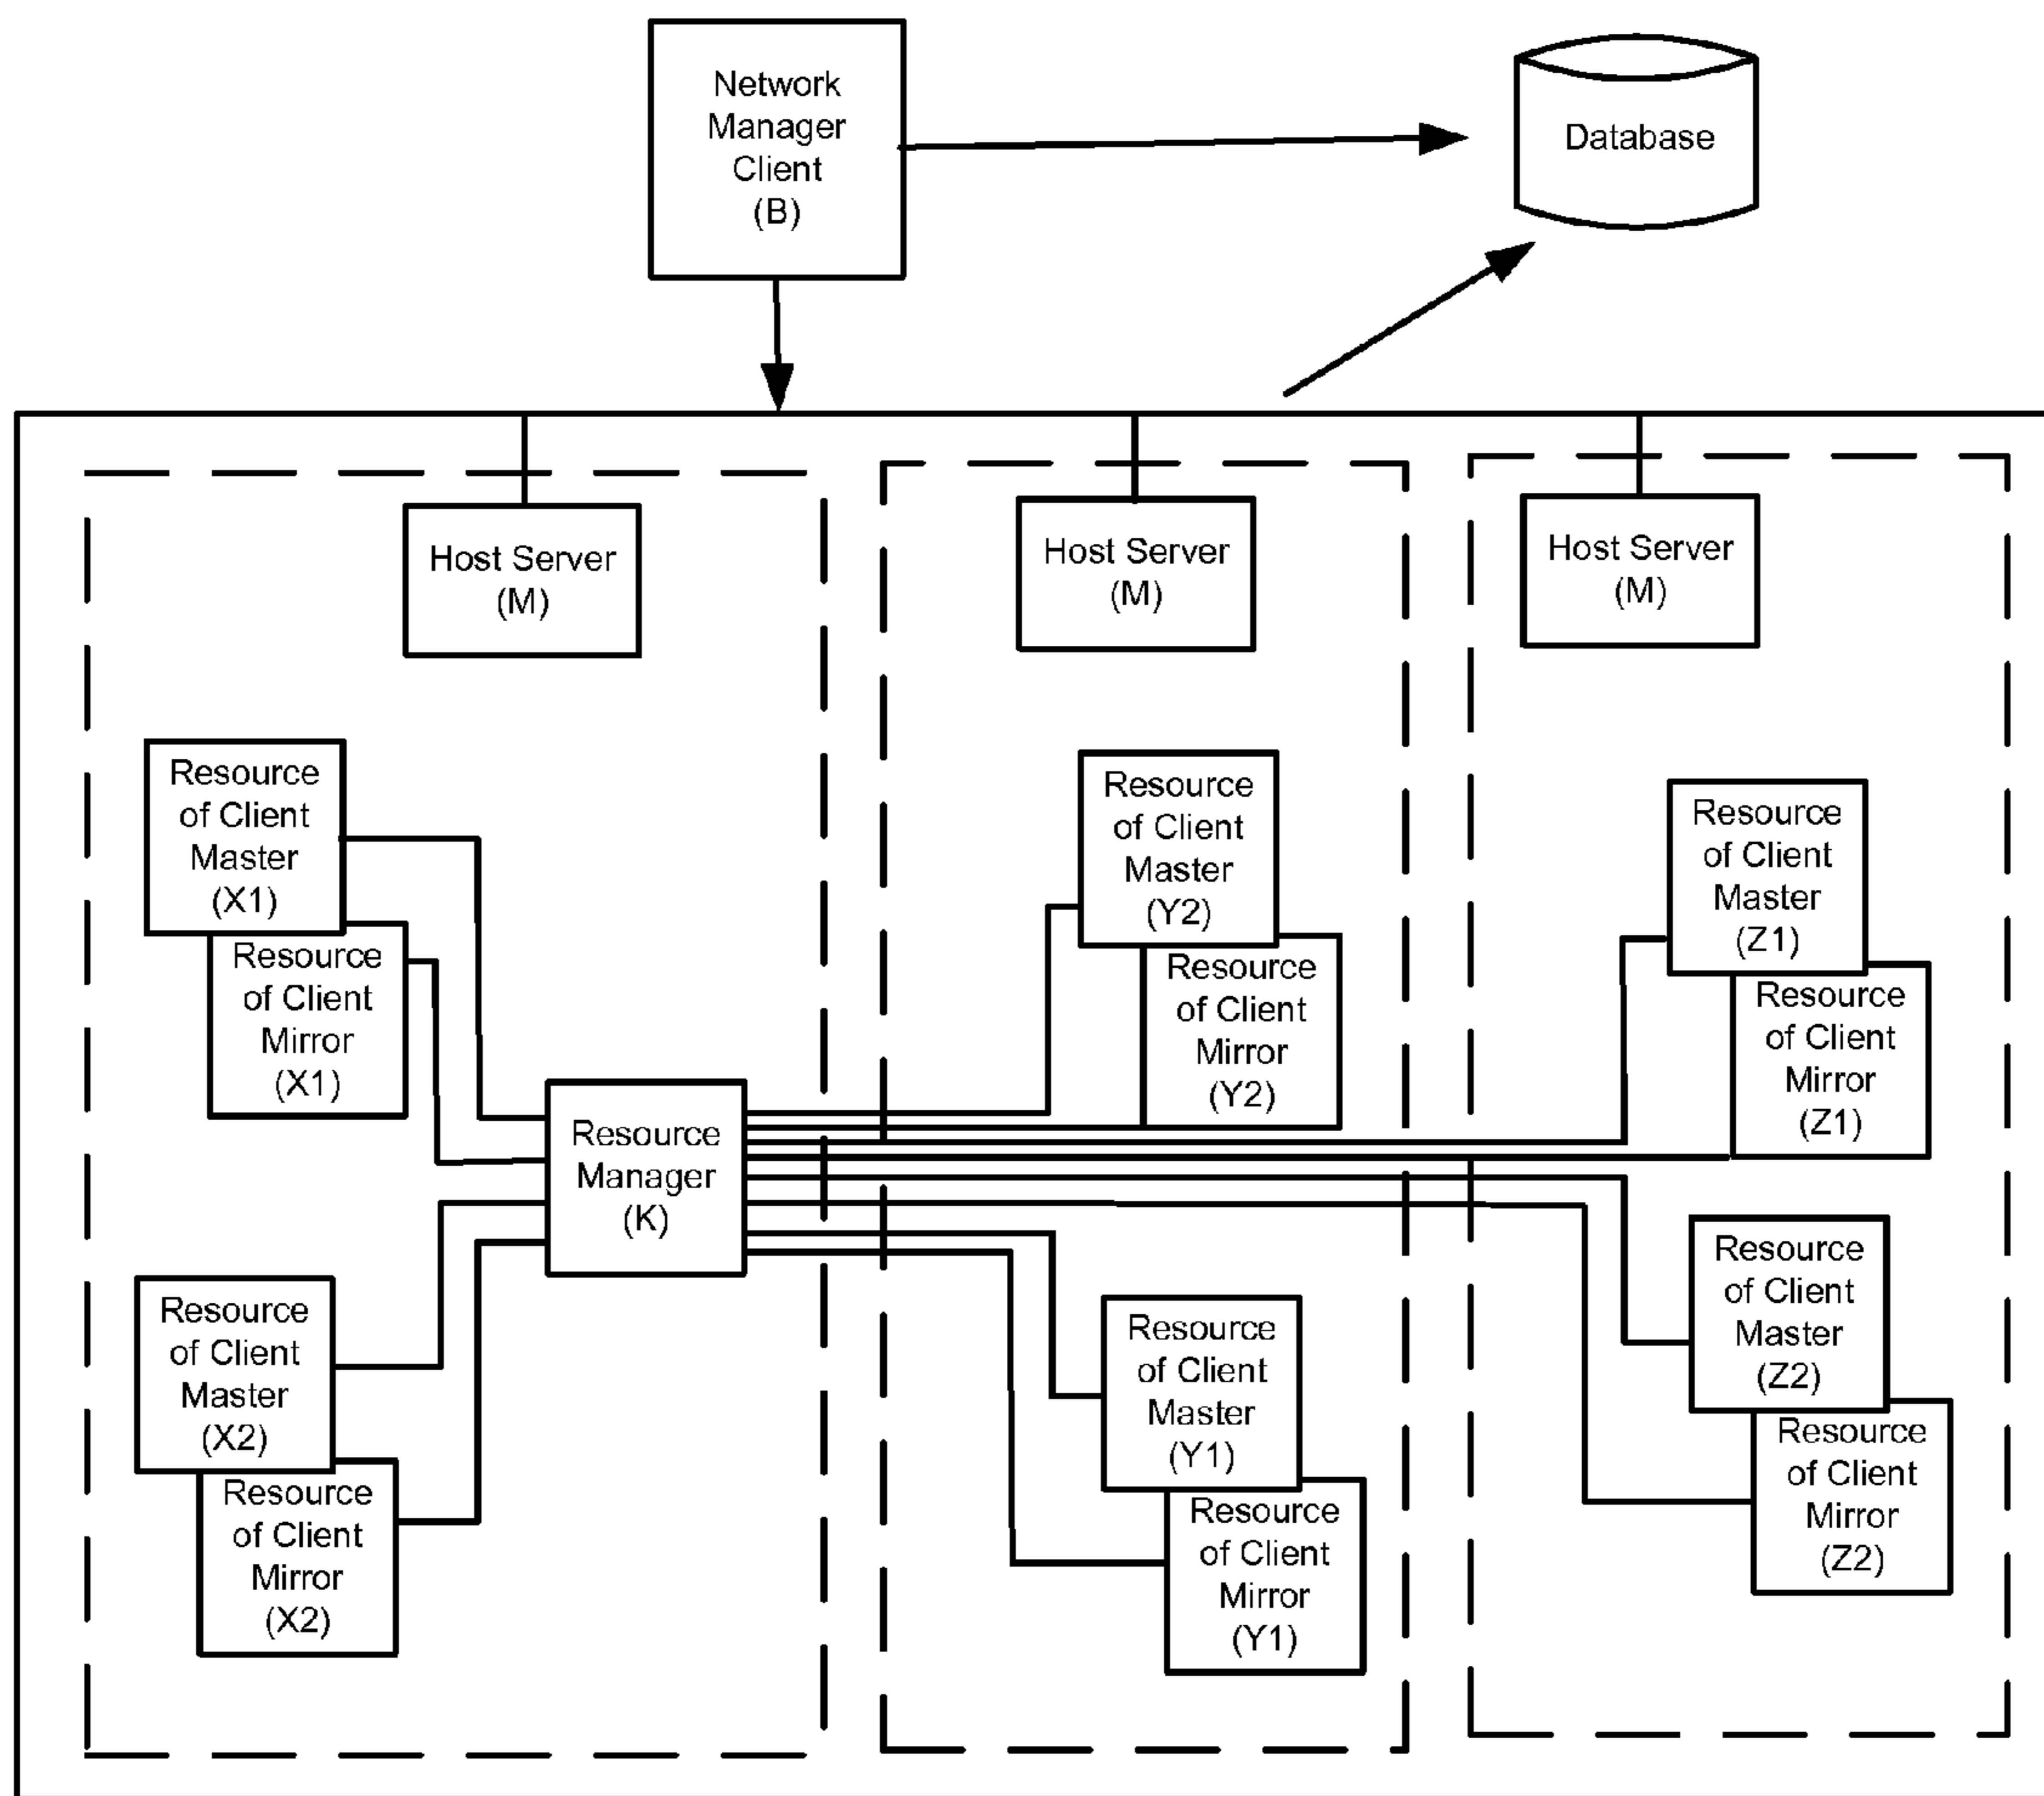 Network
Manager
Client
(B)
Database
Host Server
(M)
Host Server
(M)
Host Server
(M)
Resource
of Client
Master
(X1)
Resource
of Client
Mirror
(X1)
Resource
of Client
Master
(Y2)
Resource
of Client
Mirror
(Y2)
Resource
of Client
Master
(Z1)
Resource
of Client
Mirror
(Z1)
Resource
Manager
(K)
Resource
of Client
Master
(X2)
Resource
of Client
Mirror
(X2)
Resource
of Client
Master
(Y1)
Resource
of Client
Mirror
(Y1)
Resource
of Client
Master
(Z2)
Resource
of Client
Mirror
(Z2)